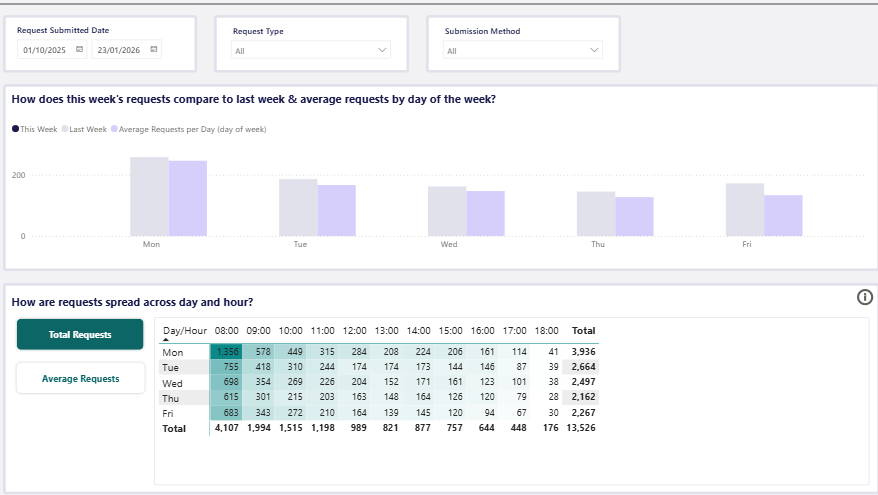 Request Submitted Date
01/10/2025 23/01/2026
Request Type
All
Submission Method
All
How does this week's requests compare to last week & average requests by day of the week?
This Week Last Week Average Requests per Day (day of week)
200
0
Mon Tue Wed Thu Fri
How are requests spread across day and hour?
Total Requests
Average Requests
Day/Hour 08:00 09:00 10:00 11:00 12:00 13:00 14:00 15:00 16:00 17:00 18:00 Total
Mon 1,356 578 449 315 284 208 224 206 161 114 41 3,936
Tue 755 418 310 244 174 174 173 144 146 87 39 2,664
Wed 698 354 269 226 204 152 171 161 123 101 38 2,497
Thu 615 301 215 203 163 148 164 126 120 79 28 2,162
Fri 683 343 272 210 164 139 145 120 94 67 30 2,267
Total 4,107 1,994 1,515 1,198 989 821 877 757 644 448 176 13,526